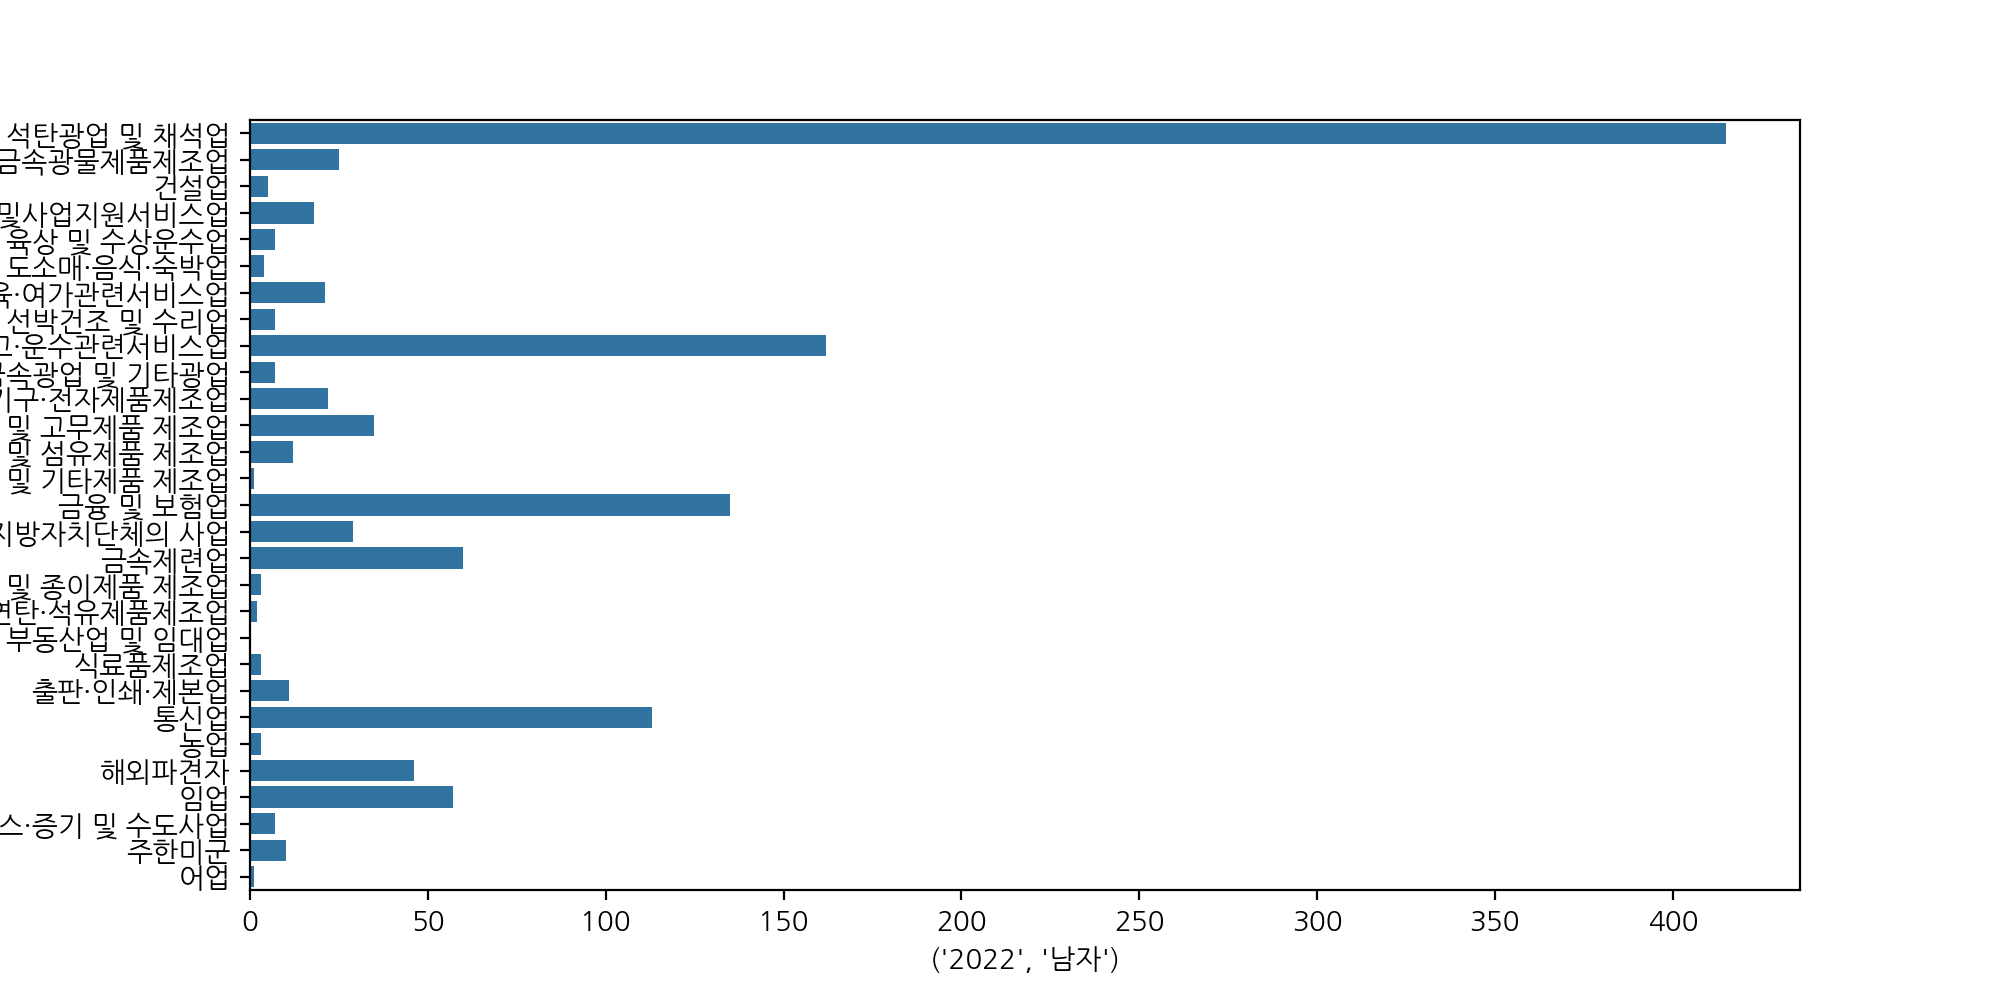 석탄광업 및 채석업
금속광물제품제조업
건설업
및사업지원서비스업
육상 및 수상운수업
도소매·음식·숙박업
·여가관련서비스업
선박건조 및 수리업
·운수관련서비스업
금속광업 및 기타광업
기구·전자제품제조업
및 고무제품 제조업
및 섬유제품 제조업
및 기타제품 제조업
금융 및 보험업
지방자치단체의 사업
금속제련업
및 종이제품 제조업
연탄·석유제품제조업
부동산업 및 임대업
식료품제조업
출판·인쇄·제본업
통신업
농업
해외파견자
임업
스·증기 및 수도사업
주한미군
어업
0 50 100 150 200 250 300 350 400
('2022', '남자')